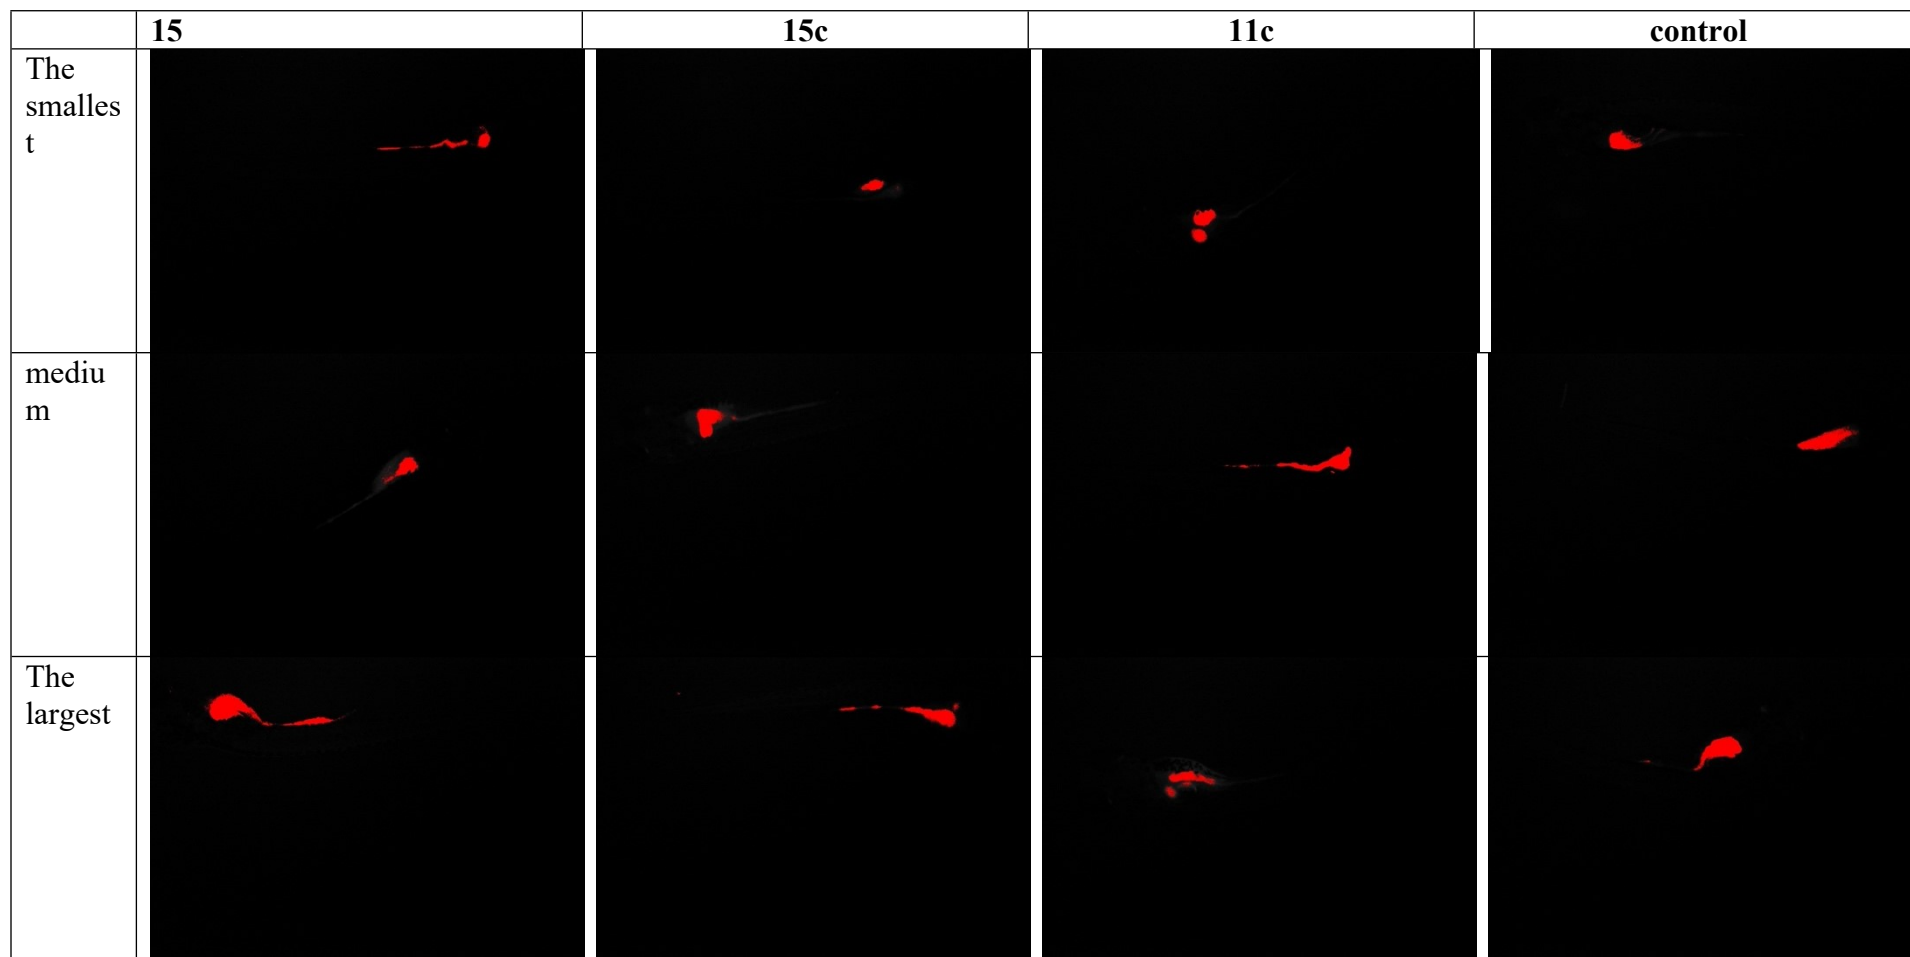 15
15c
11c
control
The
smalles
t
mediu
m
The
largest